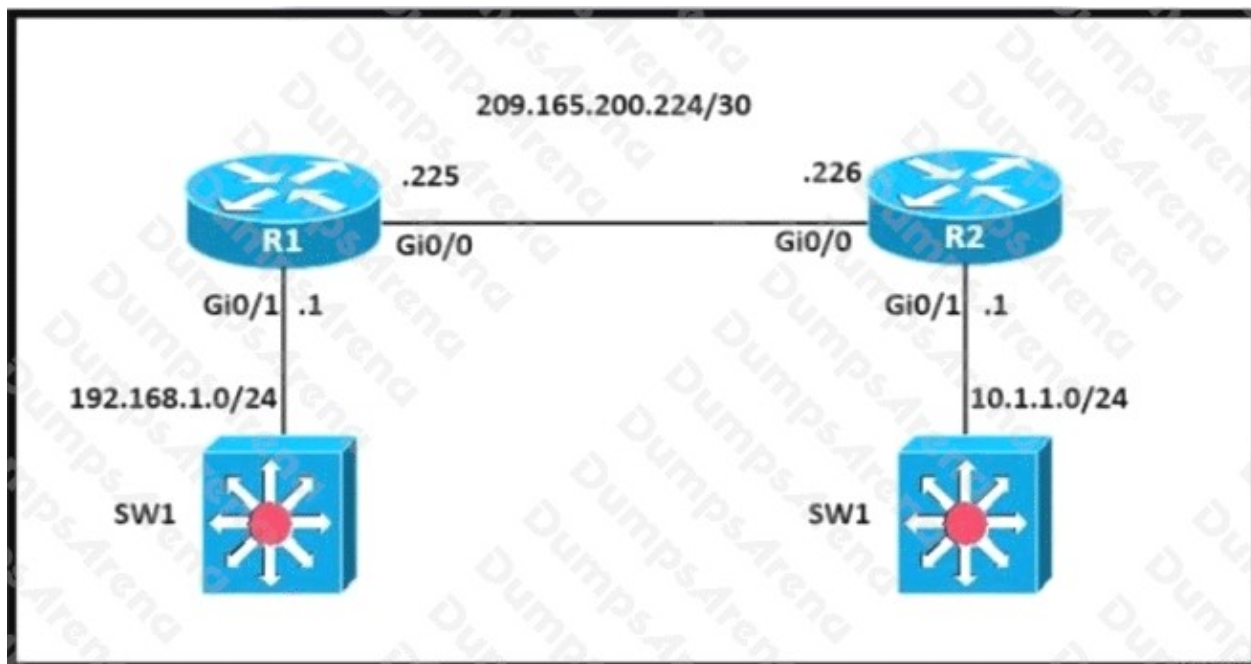 209.165.200.224/30
.225
.226
R1
Gi0/0
Gi0/0
R2
Gi0/1 .1
Gi0/1 .1
192.168.1.0/24
10.1.1.0/24
SW1
SW1
DumpsArena